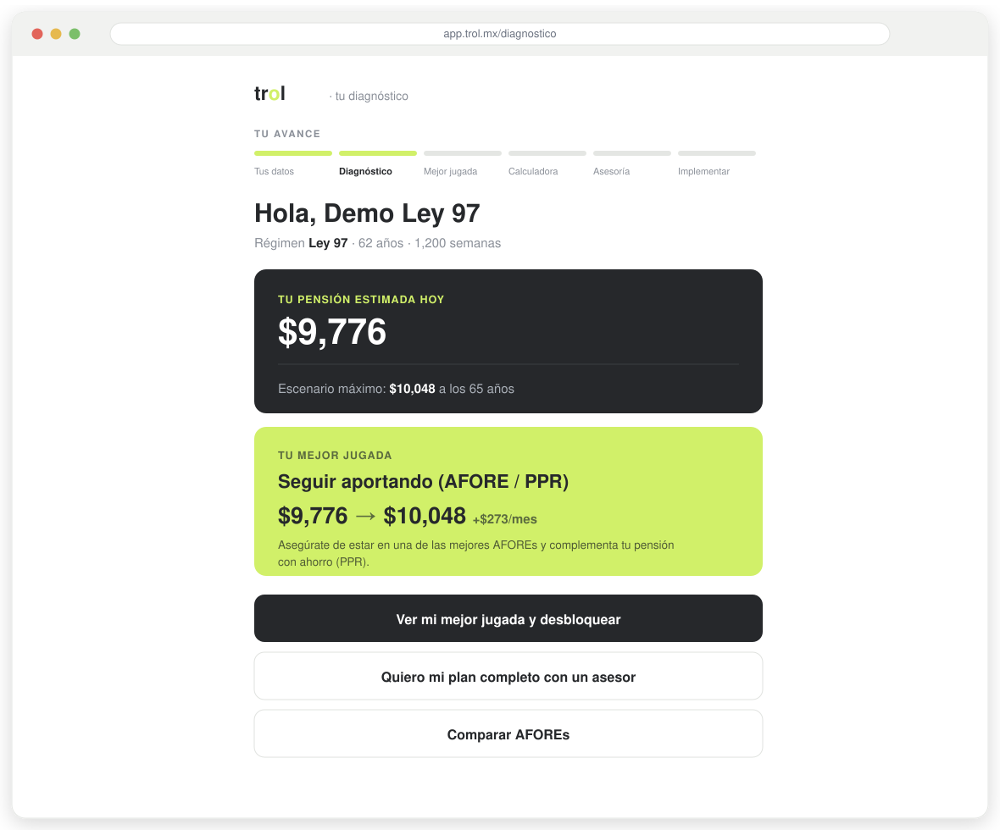 app.trol.mx/diagnostico
trol · tu diagnóstico
TU AVANCE
Tus datos Diagnóstico Mejor jugada Calculadora Asesoría Implementar
Hola, Demo Ley 97
Régimen Ley 97 · 62 años · 1,200 semanas
TU PENSIÓN ESTIMADA HOY
$9,776
Escenario máximo: $10,048 a los 65 años
TU MEJOR JUGADA
Seguir aportando (AFORE / PPR)
$9,776 → $10,048 +$273/mes
Asegúrate de estar en una de las mejores AFOREs y complementa tu pensión
con ahorro (PPR).
Ver mi mejor jugada y desbloquear
Quiero mi plan completo con un asesor
Comparar AFOREs